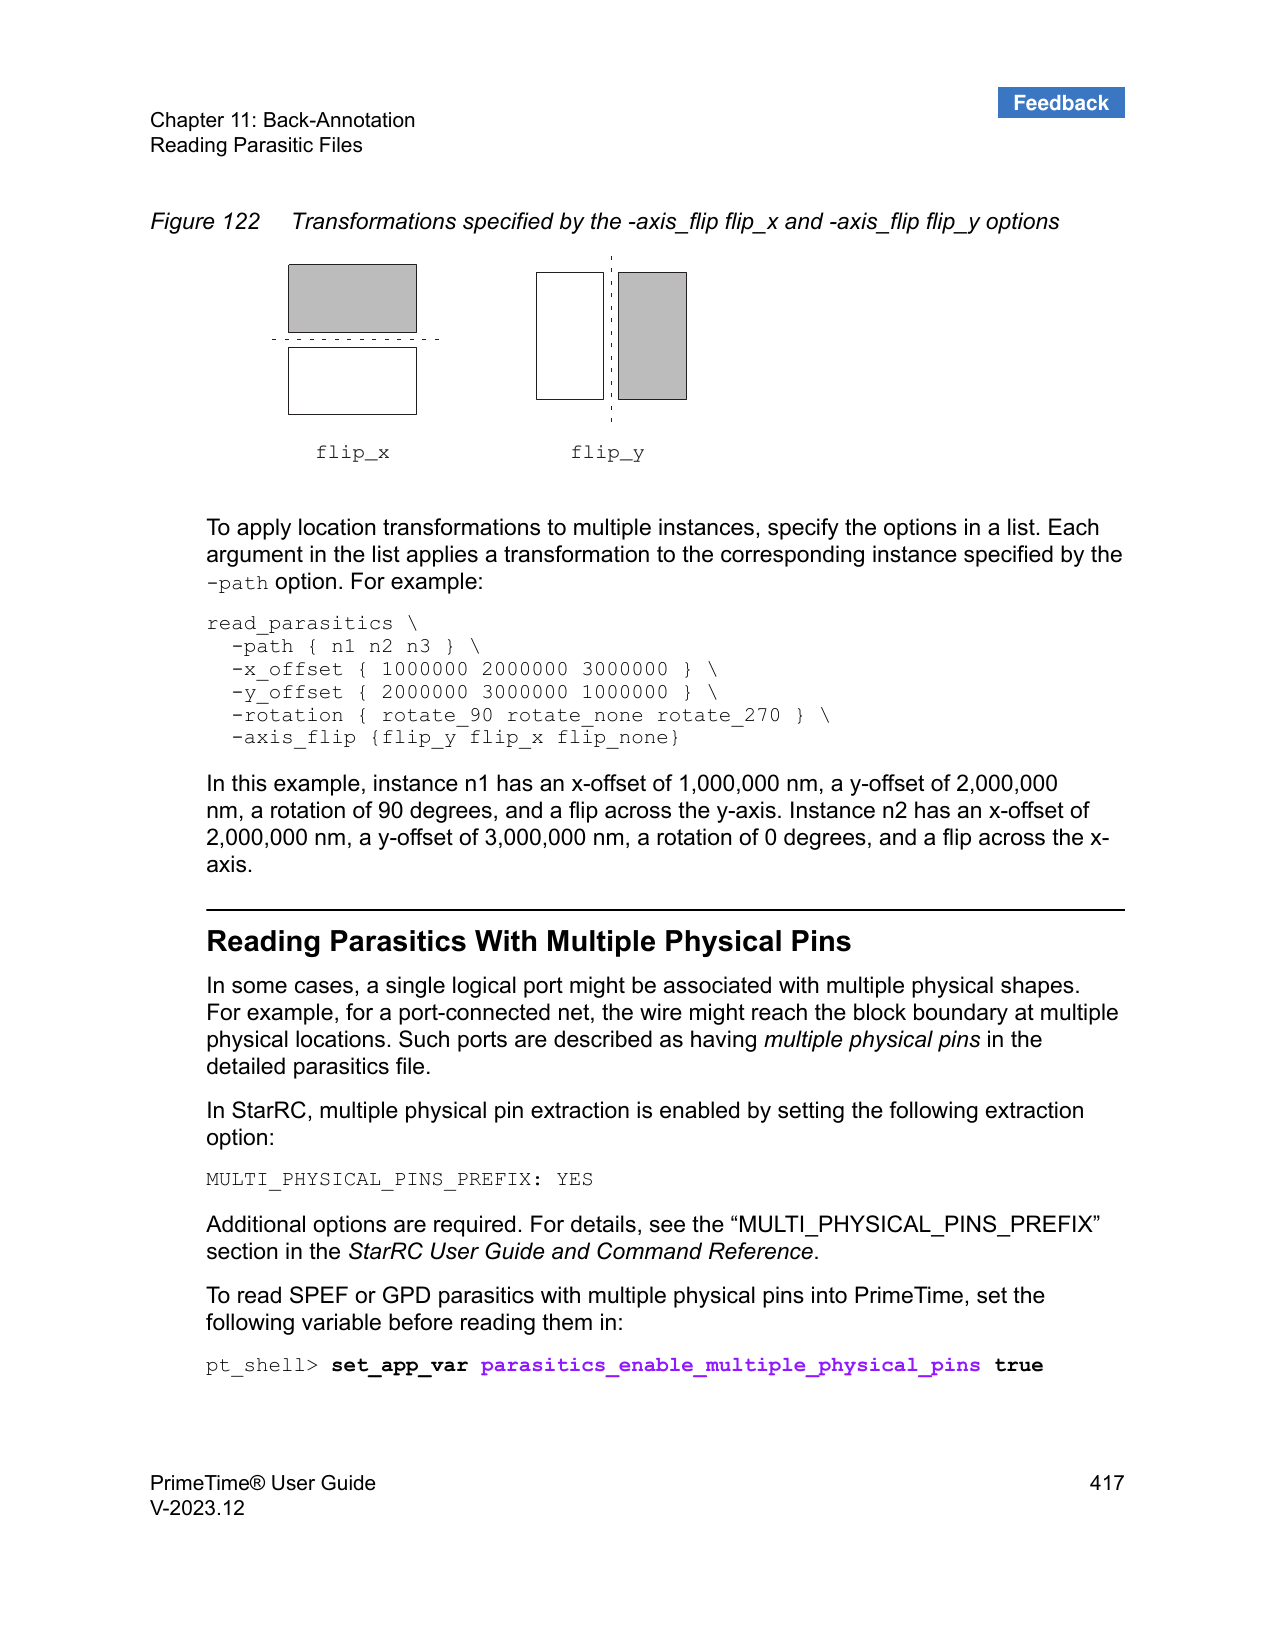 Feedback
Chapter 11: Back-Annotation
Reading Parasitic Files
Figure 122 Transformations specified by the -axis_flip flip_x and -axis_flip flip_y options
flip_x flip_y
To apply location transformations to multiple instances, specify the options in a list. Each
argument in the list applies a transformation to the corresponding instance specified by the
-path option. For example:
read_parasitics \
-path { n1 n2 n3 } \
-x_offset { 1000000 2000000 3000000 } \
-y_offset { 2000000 3000000 1000000 } \
-rotation { rotate_90 rotate_none rotate_270 } \
-axis_flip {flip_y flip_x flip_none}
In this example, instance n1 has an x-offset of 1,000,000 nm, a y-offset of 2,000,000
nm, a rotation of 90 degrees, and a flip across the y-axis. Instance n2 has an x-offset of
2,000,000 nm, a y-offset of 3,000,000 nm, a rotation of 0 degrees, and a flip across the x-
axis.
Reading Parasitics With Multiple Physical Pins
In some cases, a single logical port might be associated with multiple physical shapes.
For example, for a port-connected net, the wire might reach the block boundary at multiple
physical locations. Such ports are described as having multiple physical pins in the
detailed parasitics file.
In StarRC, multiple physical pin extraction is enabled by setting the following extraction
option:
MULTI_PHYSICAL_PINS_PREFIX: YES
Additional options are required. For details, see the “MULTI_PHYSICAL_PINS_PREFIX”
section in the StarRC User Guide and Command Reference.
To read SPEF or GPD parasitics with multiple physical pins into PrimeTime, set the
following variable before reading them in:
pt_shell> set_app_var parasitics_enable_multiple_physical_pins true
PrimeTime® User Guide 417
V-2023.12